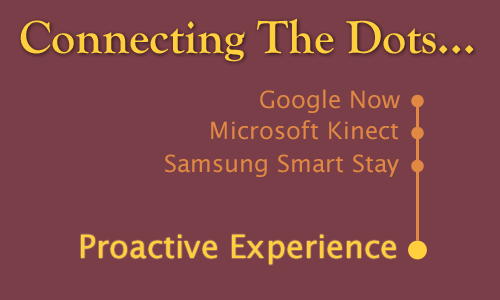 Connecting The Dots...
Google Now
Microsoft Kinect
Samsung Smart Stay
Proactive Experience